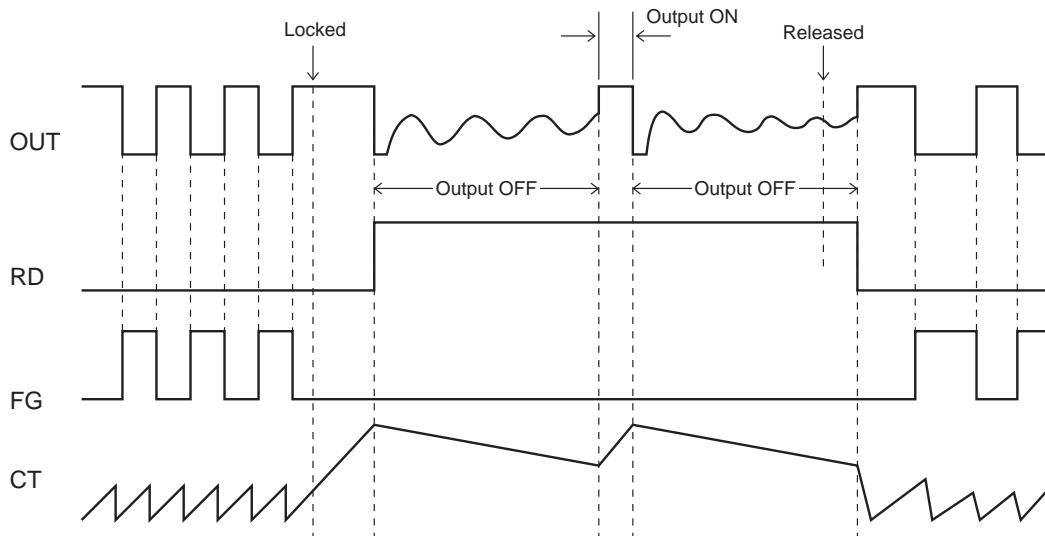 Output ON
Locked
Released
OUT
Output OFF
Output OFF
RD
FG
CT